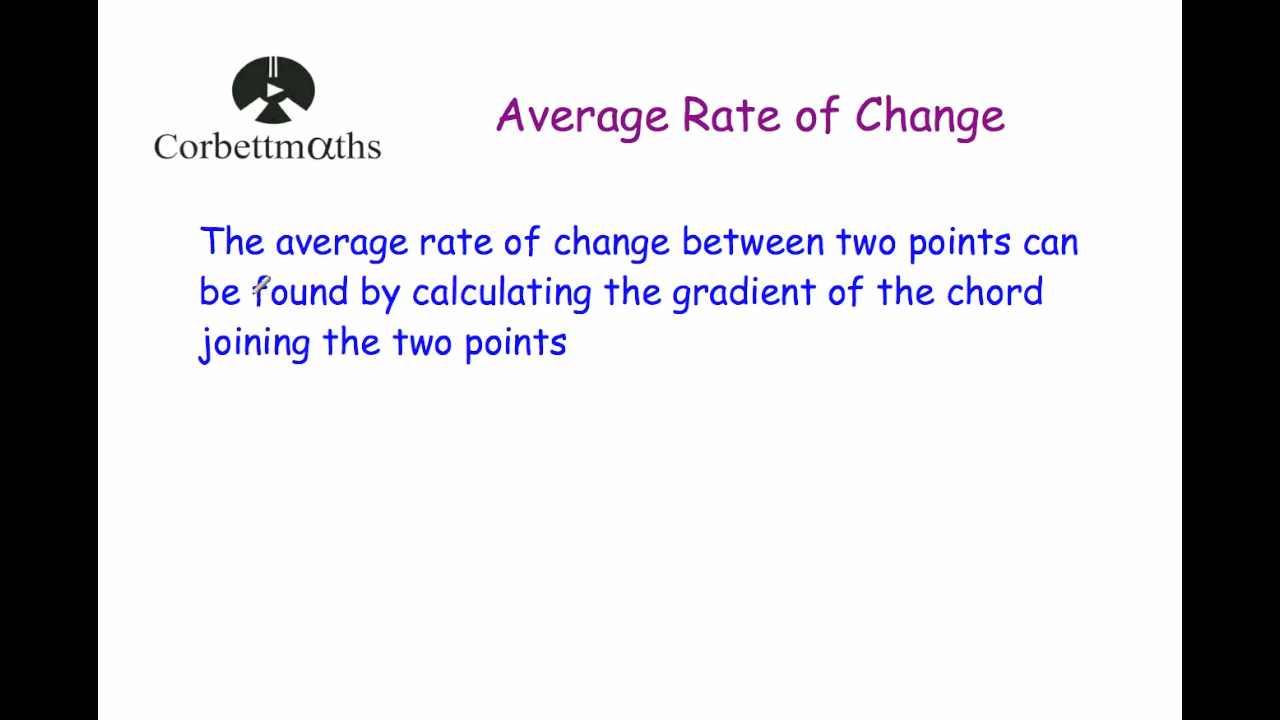 Corbettmαths
Average Rate of Change
The average rate of change between two points can
be found by calculating the gradient of the chord
joining the two points